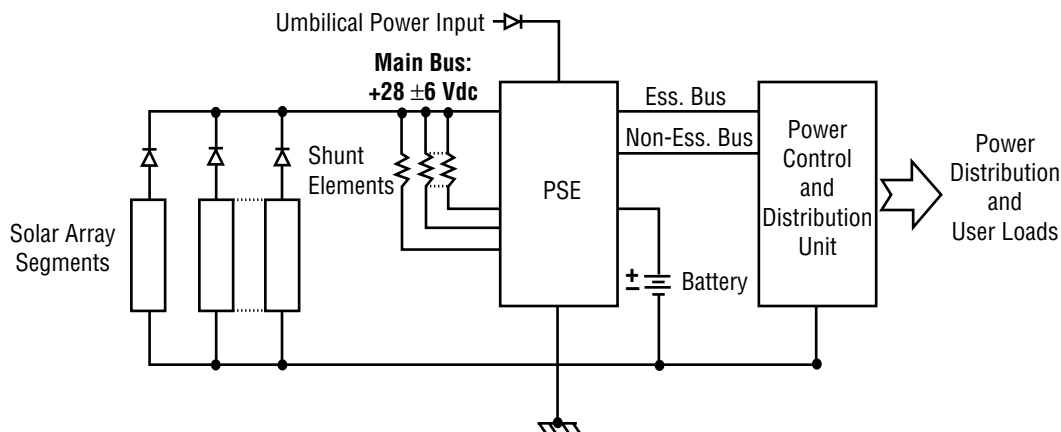 Umbilical Power Input
Main Bus:
+28 ±6 Vdc
Ess. Bus
Non-Ess. Bus
Shunt
Elements
PSE
Power
Control
and
Distribution
Unit
Power
Distribution
and
User Loads
Solar Array
Segments
±
Battery